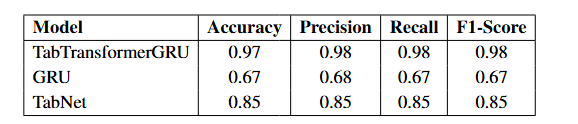 Model Accuracy Precision Recall F1-Score
TabTransformerGRU 0.97 0.98 0.98 0.98
GRU 0.67 0.68 0.67 0.67
TabNet 0.85 0.85 0.85 0.85